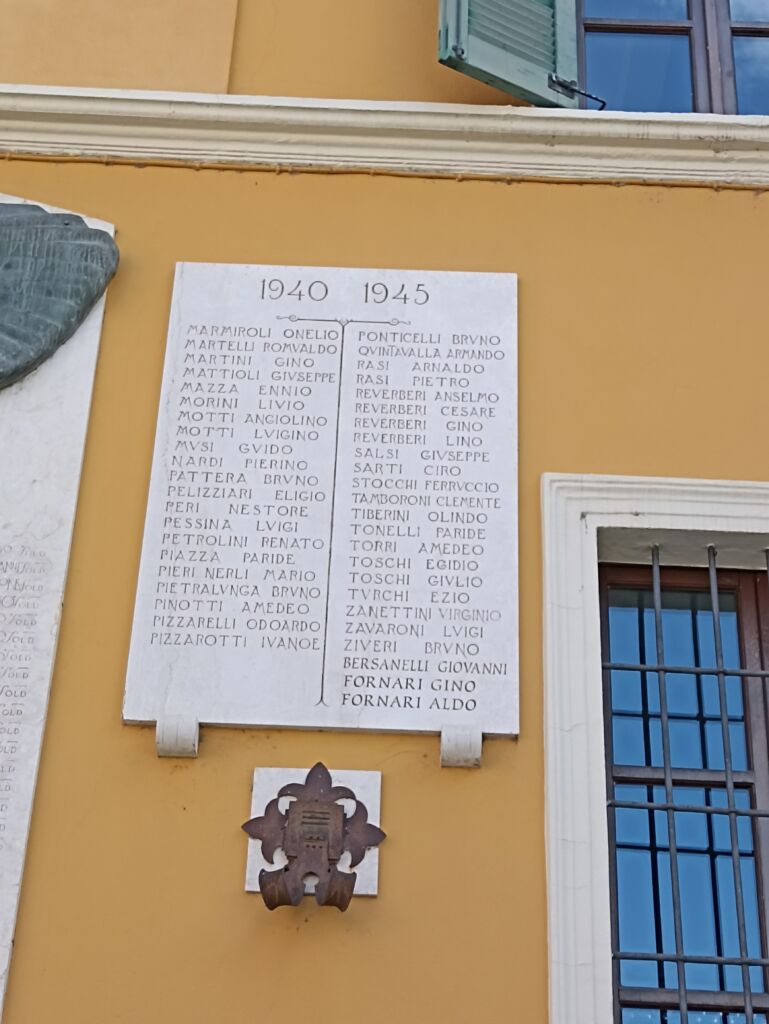 1940 1945
MARMIROLI ONELIO
MARTELLI ROMVALDO
MARTINI GINO
MATTIOLI GIVSEPPE
MAZZA ENNIO
MORINI LIVIO
MOTTI ANGIOLINO
MOTTI LVIGINO
MVSI GVIDO
NARDI PIERINO
PATTERA BRVNO
PELIZZIARI ELIGIO
PERI NESTORE
PESSINA LVIGI
PETROLINI RENATO
PIAZZA PARIDE
PIERI NERLI MARIO
PIETRALVNGA BRVNO
PINOTTI AMEDEO
PIZZARELLI ODOARDO
PIZZAROTTI IVANOE
PONTICELLI BRVNO
QVINTAVALLA ARMANDO
RASI ARNALDO
RASI PIETRO
REVERBERI ANSELMO
REVERBERI CESARE
REVERBERI GINO
REVERBERI LINO
SALSI GIVSEPPE
SARTI CIRO
STOCCHI FERRVCCIO
TAMBORONI CLEMENTE
TIBERINI OLINDO
TONELLI PARIDE
TORRI AMEDEO
TOSCHI EGIDIO
TOSCHI GIVLIO
TVRCHI EZIO
ZANETTINI VIRGINIO
ZAVARONI LVIGI
ZIVERI BRVNO
BERSANELLI GIOVANNI
FORNARI GINO
FORNARI ALDO